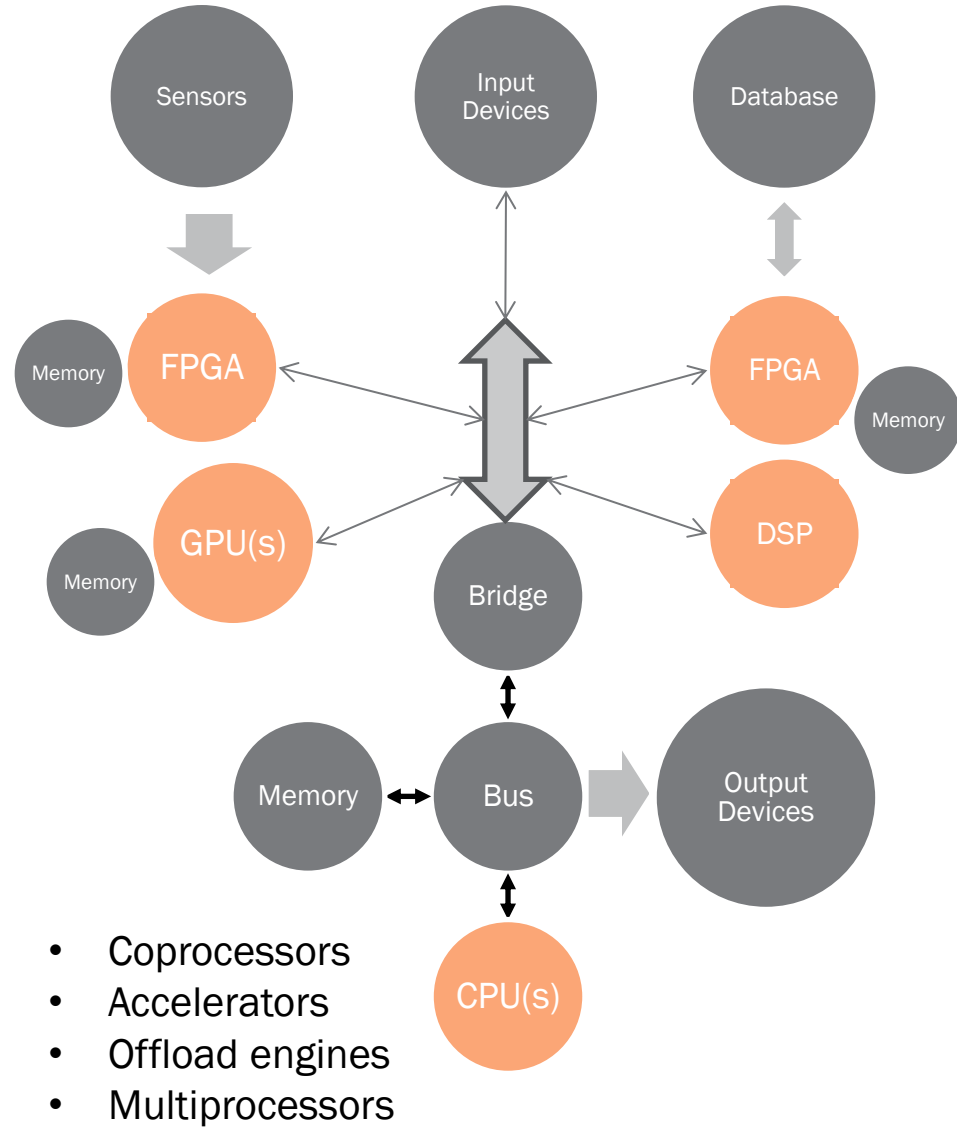 Sensors
Input
Devices
Database
Memory
FPGA
FPGA
Memory
GPU(s)
Memory
DSP
Bridge
Memory
Bus
Output
Devices
CPU(s)
• Coprocessors
• Accelerators
• Offload engines
• Multiprocessors